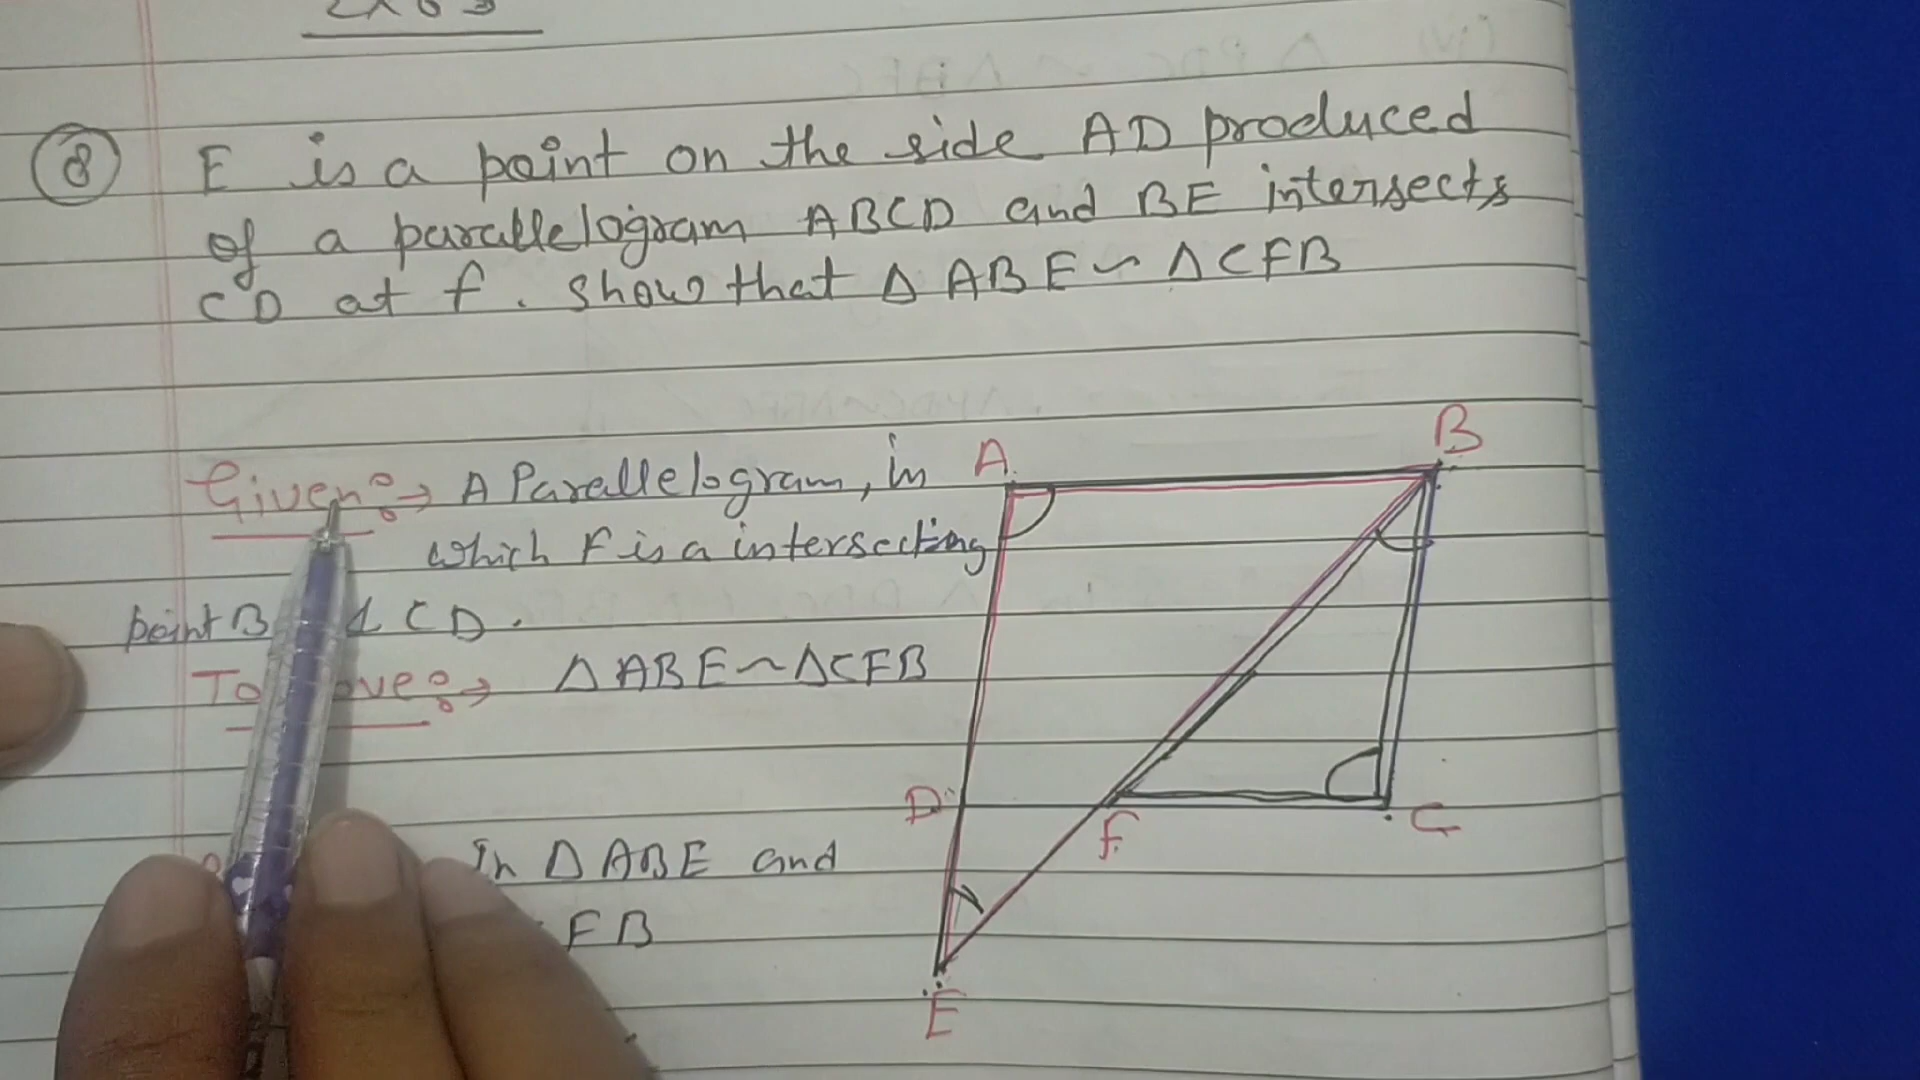 8 E is a point on the side AD produced
of a parallelogram ABCD and BE intersects
CD at f. show that Δ ABE ~ Δ CFB
Given:→ A Parallelogram, in
which F is a intersecting
point B CD.
To :→ Δ ABE ~ Δ CFB
In Δ ABE and
FB
A
B
D
F
C
E